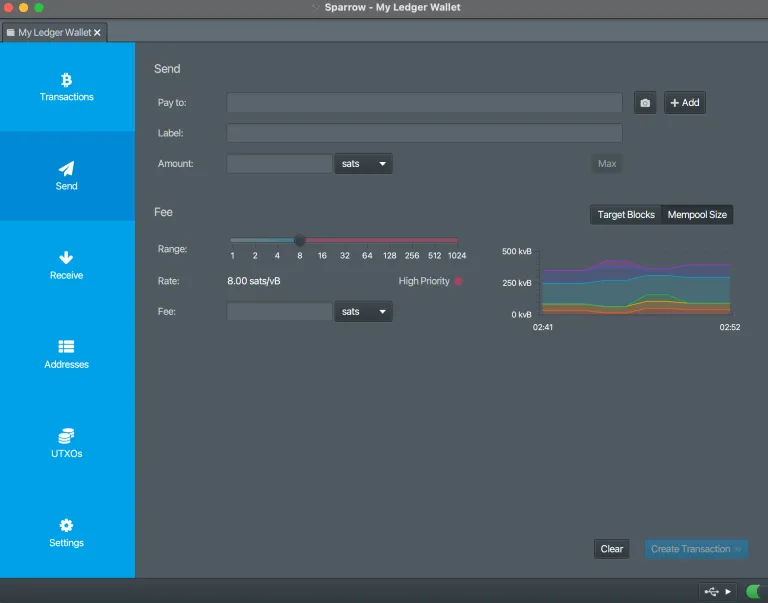 Sparrow - My Ledger Wallet
My Ledger Wallet
Transactions
Send
Receive
Addresses
UTXOs
Settings
Send
Pay to:
+ Add
Label:
Amount:
sats
Max
Fee
Target Blocks
Mempool Size
Range:
1 2 4 8 16 32 64 128 256 512 1024
Rate:
8.00 sats/vB
High Priority
Fee:
sats
500 kvB
250 kvB
0 kvB
02:41
02:52
Clear
Create Transaction »